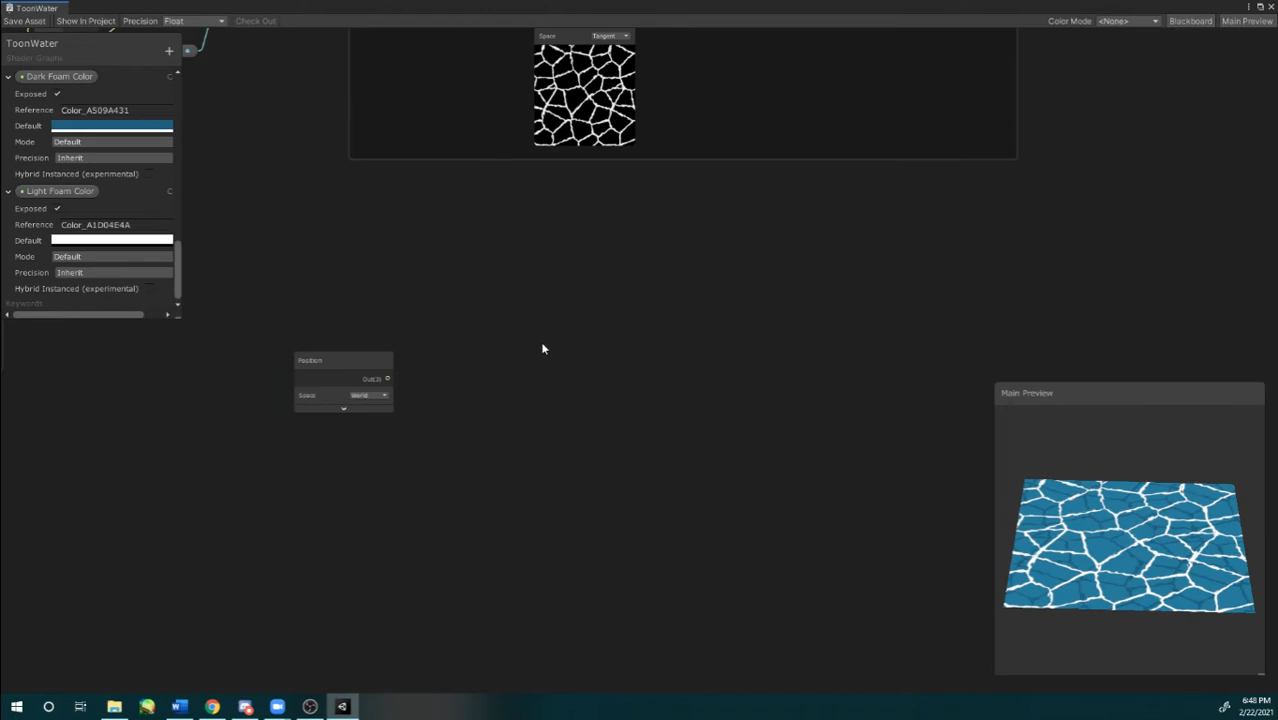 ToonWater
Save Asset Show In Project Precision Float Check Out Color Mode <None> Blackboard Main Preview
ToonWater
Shader Graphs
Dark Foam Color C
Exposed
Reference Color_A509A431
Default
Mode Default
Precision Inherit
Hybrid Instanced (experimental)
Light Foam Color C
Exposed
Reference Color_A1D04E4A
Default
Mode Default
Precision Inherit
Hybrid Instanced (experimental)
Keywords
Space Tangent
Position
Out(3)
Space World
Main Preview
6:48 PM
2/22/2021